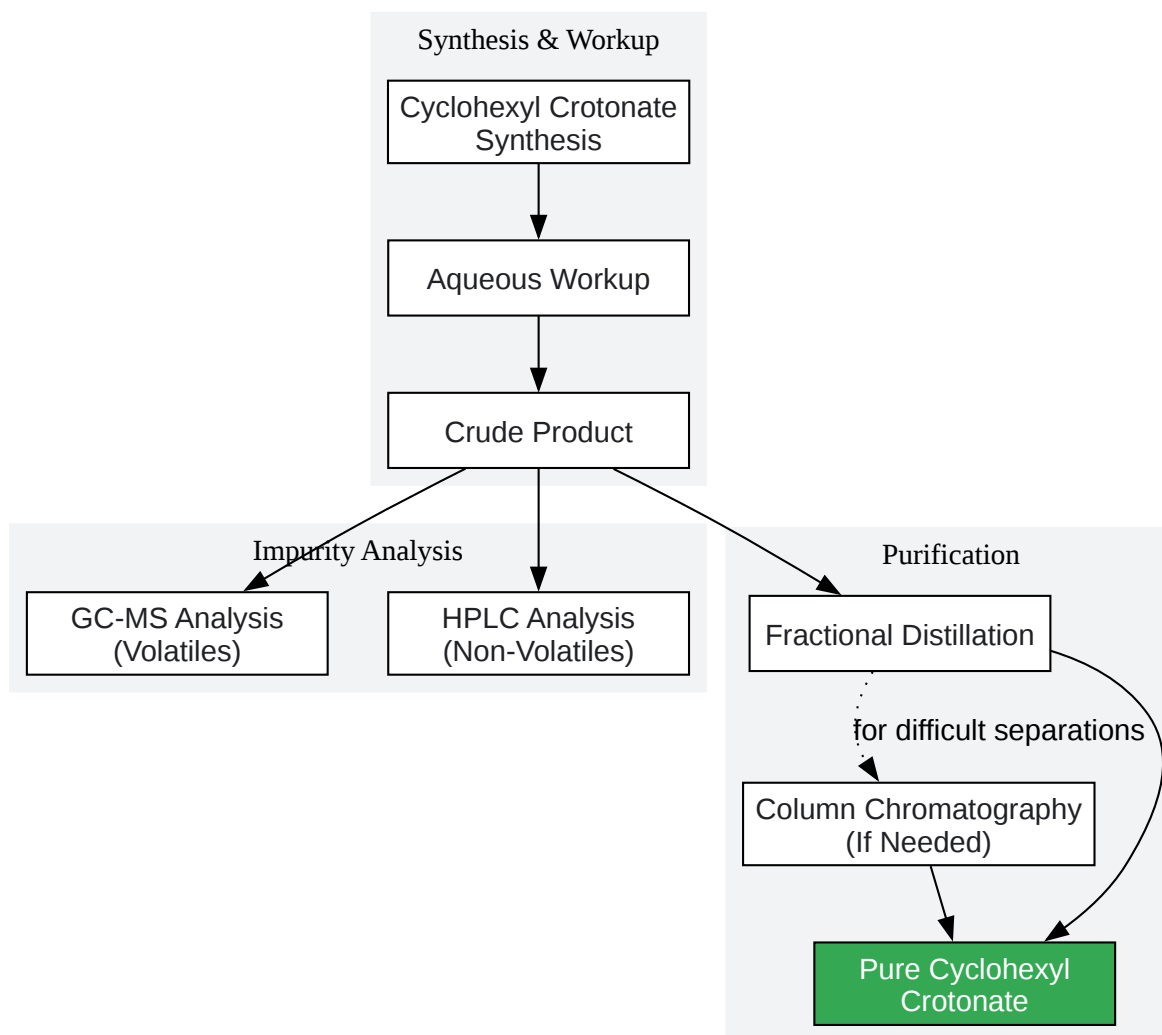 Synthesis & Workup
Cyclohexyl Crotonate
Synthesis
Aqueous Workup
Crude Product
Impurity Analysis
GC-MS Analysis
(Volatiles)
HPLC Analysis
(Non-Volatiles)
Purification
Fractional Distillation
for difficult separations
Column Chromatography
(If Needed)
Pure Cyclohexyl
Crotonate